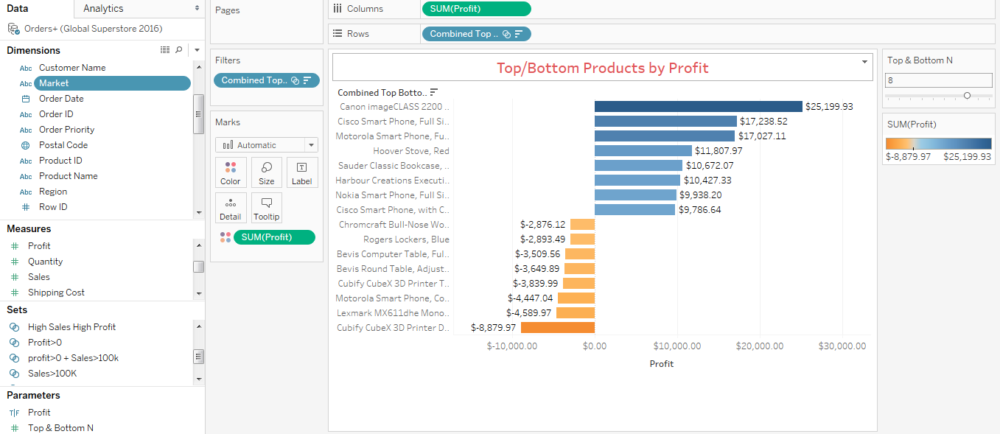 Data
Analytics
Orders+ (Global Superstore 2016)
Dimensions
Abc Customer Name
Abc Market
Order Date
Abc Order ID
Abc Order Priority
Postal Code
Abc Product ID
Abc Product Name
Abc Region
# Row ID
Measures
# Profit
# Quantity
# Sales
# Shipping Cost
Sets
High Sales High Profit
Profit>0
profit>0 + Sales>100k
Sales>100K
Parameters
T|F Profit
# Top & Bottom N
Pages
Filters
Combined Top..
Marks
Automatic
Color Size Label
Detail Tooltip
SUM(Profit)
Columns SUM(Profit)
Rows Combined Top ..
Top/Bottom Products by Profit
Combined Top Botto..
Canon imageCLASS 2200 .. $25,199.93
Cisco Smart Phone, Full Si.. $17,238.52
Motorola Smart Phone, Fu.. $17,027.11
Hoover Stove, Red $11,807.97
Sauder Classic Bookcase, .. $10,672.07
Harbour Creations Executi.. $10,427.33
Nokia Smart Phone, Full Si.. $9,938.20
Cisco Smart Phone, with C.. $9,786.64
Chromcraft Bull-Nose Wo.. $-2,876.12
Rogers Lockers, Blue $-2,893.49
Bevis Computer Table, Ful.. $-3,509.56
Bevis Round Table, Adjust.. $-3,649.89
Cubify CubeX 3D Printer T.. $-3,839.99
Motorola Smart Phone, Co.. $-4,447.04
Lexmark MX611dhe Mono.. $-4,589.97
Cubify CubeX 3D Printer D.. $-8,879.97
$-10,000.00 $0.00 $10,000.00 $20,000.00 $30,000.00
Profit
Top & Bottom N
8
SUM(Profit)
$-8,879.97 $25,199.93